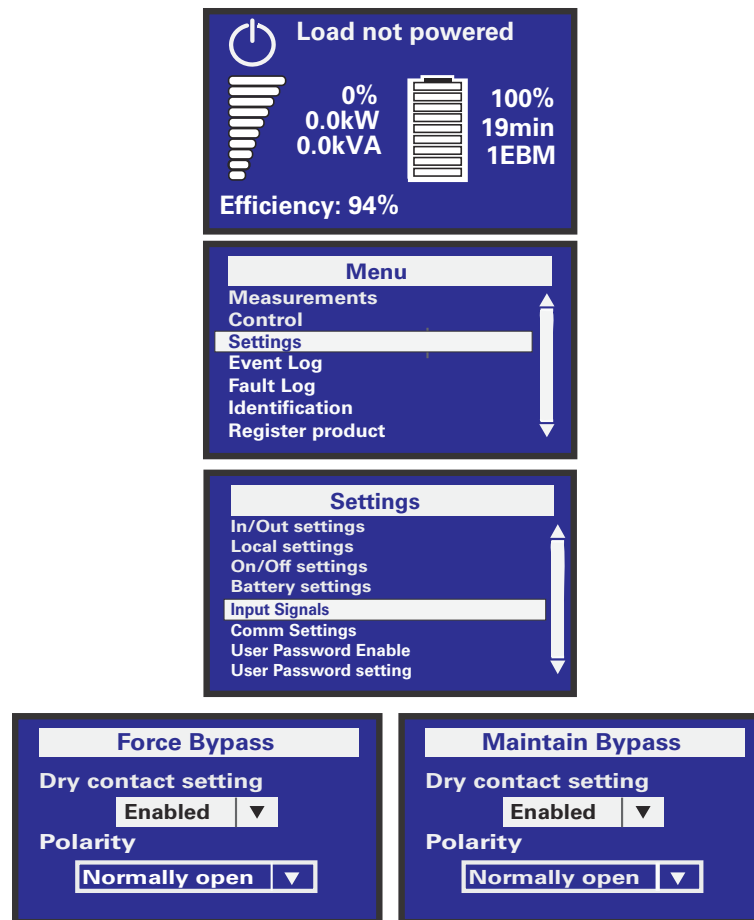 Load not powered
0%
0.0kW
0.0kVA
100%
19min
1EBM
Efficiency: 94%
Menu
Measurements
Control
Settings
Event Log
Fault Log
Identification
Register product
Settings
In/Out settings
Local settings
On/Off settings
Battery settings
Input Signals
Comm Settings
User Password Enable
User Password setting
Force Bypass
Dry contact setting
Enabled
Polarity
Normally open
Maintain Bypass
Dry contact setting
Enabled
Polarity
Normally open